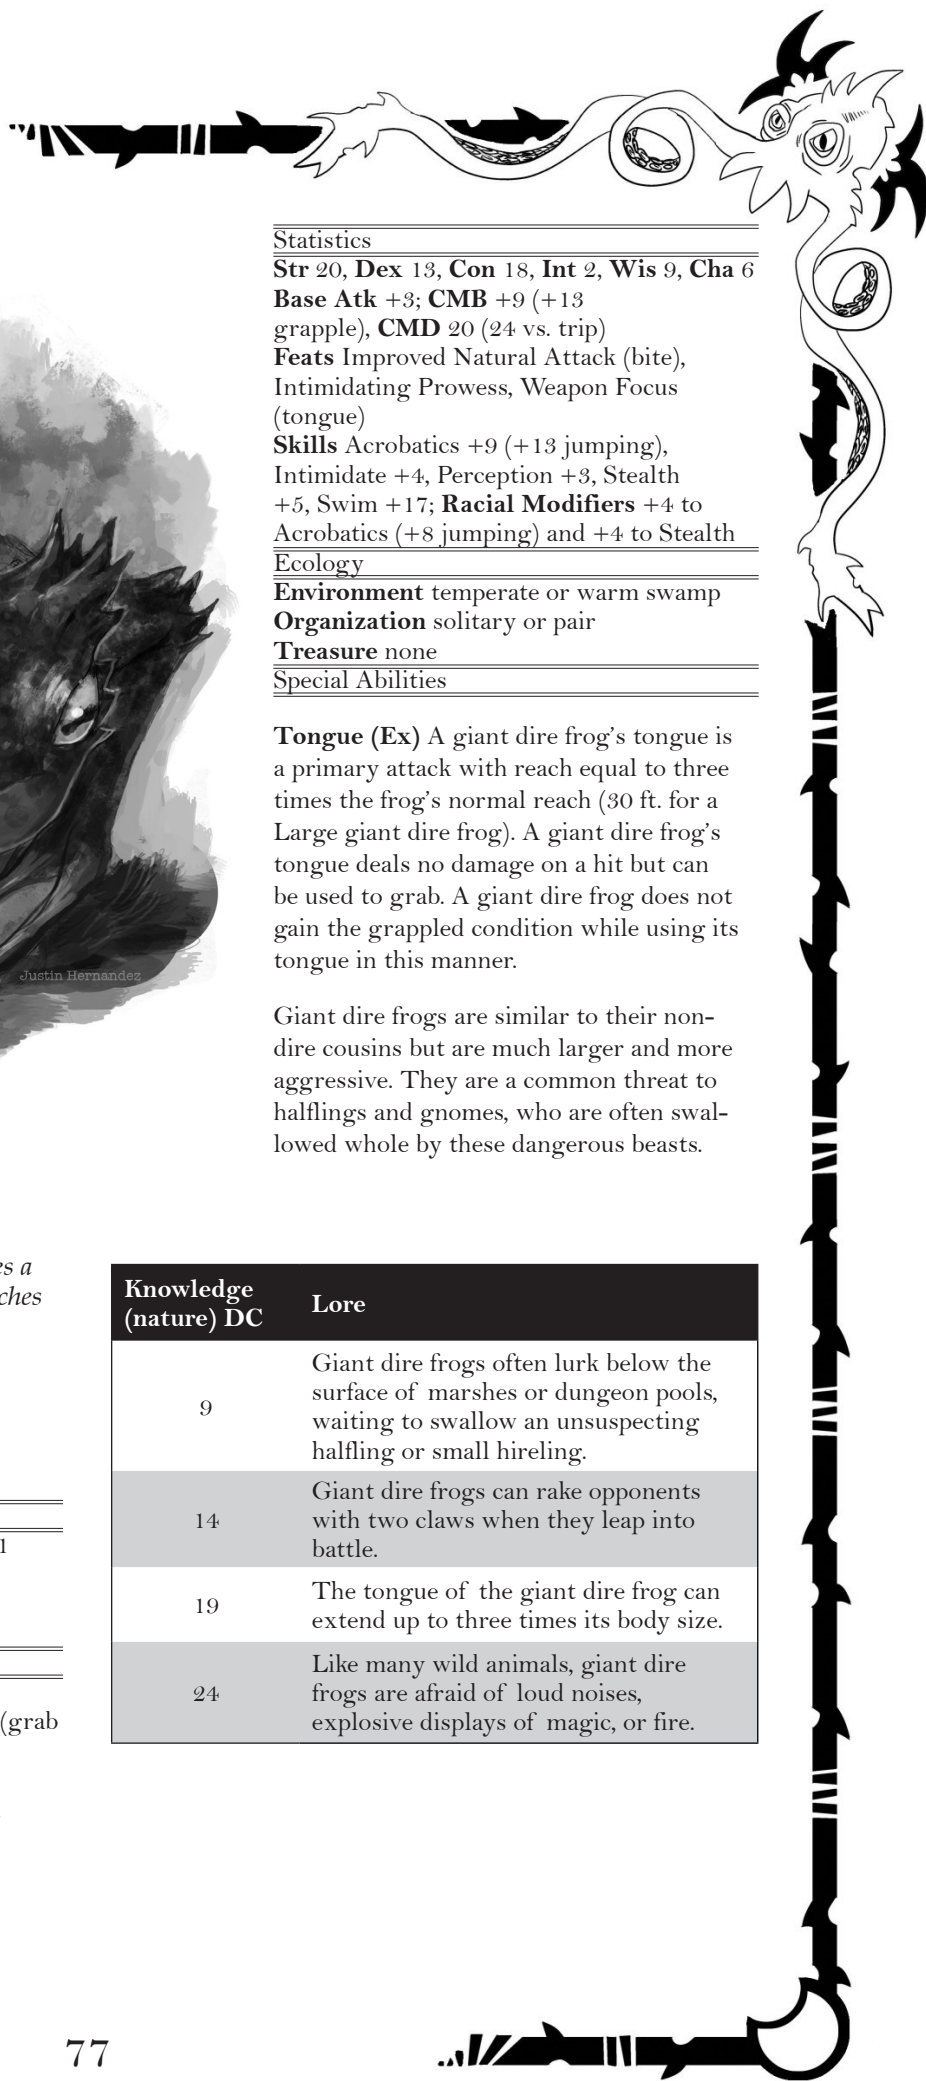 Statistics
Str 20, Dex 13, Con 18, Int 2, Wis 9, Cha 6
Base Atk +3; CMB +9 (+13
grapple), CMD 20 (24 vs. trip)
Feats Improved Natural Attack (bite),
Intimidating Prowess, Weapon Focus
(tongue)
Skills Acrobatics +9 (+13 jumping),
Intimidate +4, Perception +3, Stealth
+5, Swim +17; Racial Modifiers +4 to
Acrobatics (+8 jumping) and +4 to Stealth
Ecology
Environment temperate or warm swamp
Organization solitary or pair
Treasure none
Special Abilities
Tongue (Ex) A giant dire frog's tongue is
a primary attack with reach equal to three
times the frog's normal reach (30 ft. for a
Large giant dire frog). A giant dire frog's
tongue deals no damage on a hit but can
be used to grab. A giant dire frog does not
gain the grappled condition while using its
tongue in this manner.
Giant dire frogs are similar to their non-
dire cousins but are much larger and more
aggressive. They are a common threat to
halflings and gnomes, who are often swal-
lowed whole by these dangerous beasts.
Justin Hernandez
a
(grab
Knowledge
(nature) DC
Lore
9
Giant dire frogs often lurk below the
surface of marshes or dungeon pools,
waiting to swallow an unsuspecting
halfling or small hireling.
14
Giant dire frogs can rake opponents
with two claws when they leap into
battle.
19
The tongue of the giant dire frog can
extend up to three times its body size.
24
Like many wild animals, giant dire
frogs are afraid of loud noises,
explosive displays of magic, or fire.
77